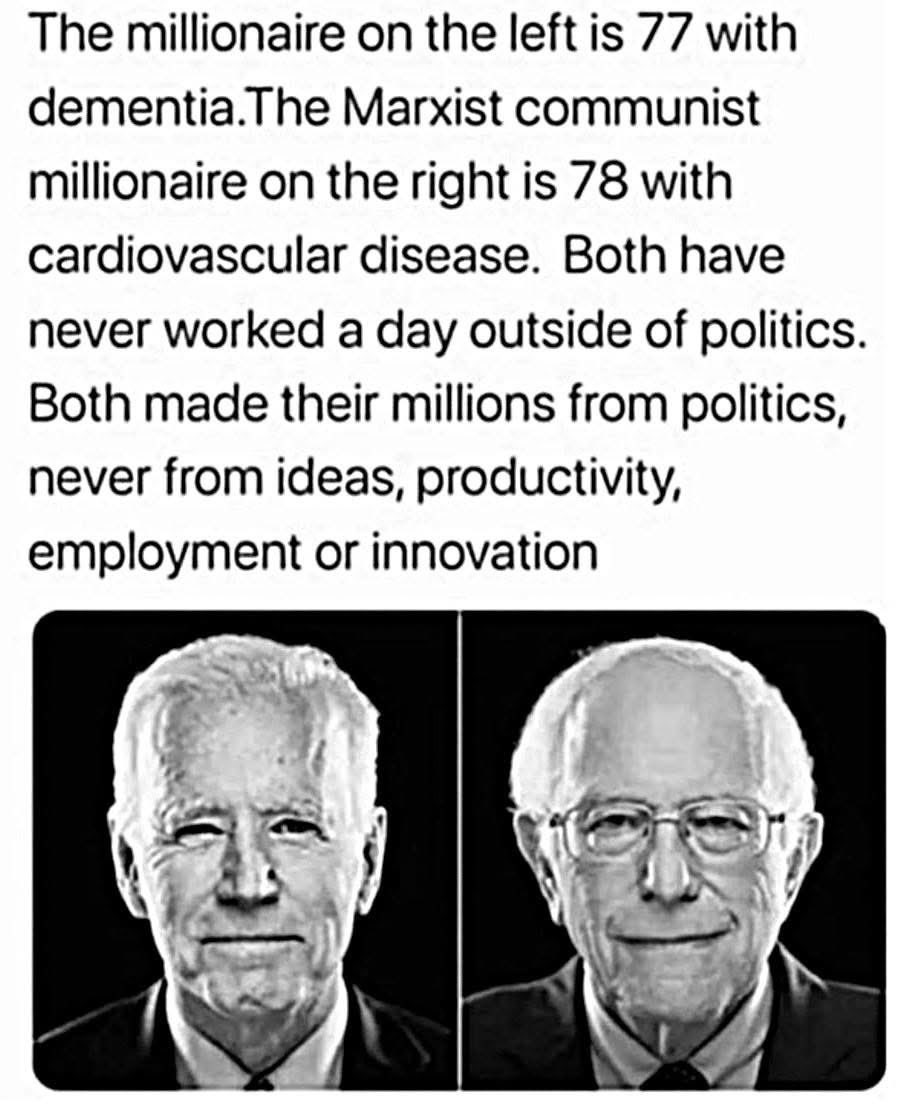 The millionaire on the left is 77 with
dementia.The Marxist communist
millionaire on the right is 78 with
cardiovascular disease.  Both have
never worked a day outside of politics.
Both made their millions from politics,
never from ideas, productivity,
employment or innovation